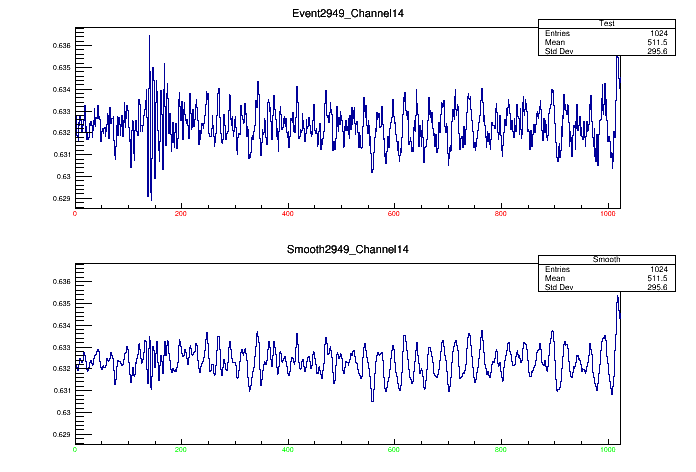 Event2949_Channel14
Test
Entries 1024
Mean 511.5
Std Dev 295.6
0.636
0.635
0.634
0.633
0.632
0.631
0.63
0.629
0 200 400 600 800 1000
Smooth2949_Channel14
Smooth
Entries 1024
Mean 511.5
Std Dev 295.6
0.636
0.635
0.634
0.633
0.632
0.631
0.63
0.629
0 200 400 600 800 1000